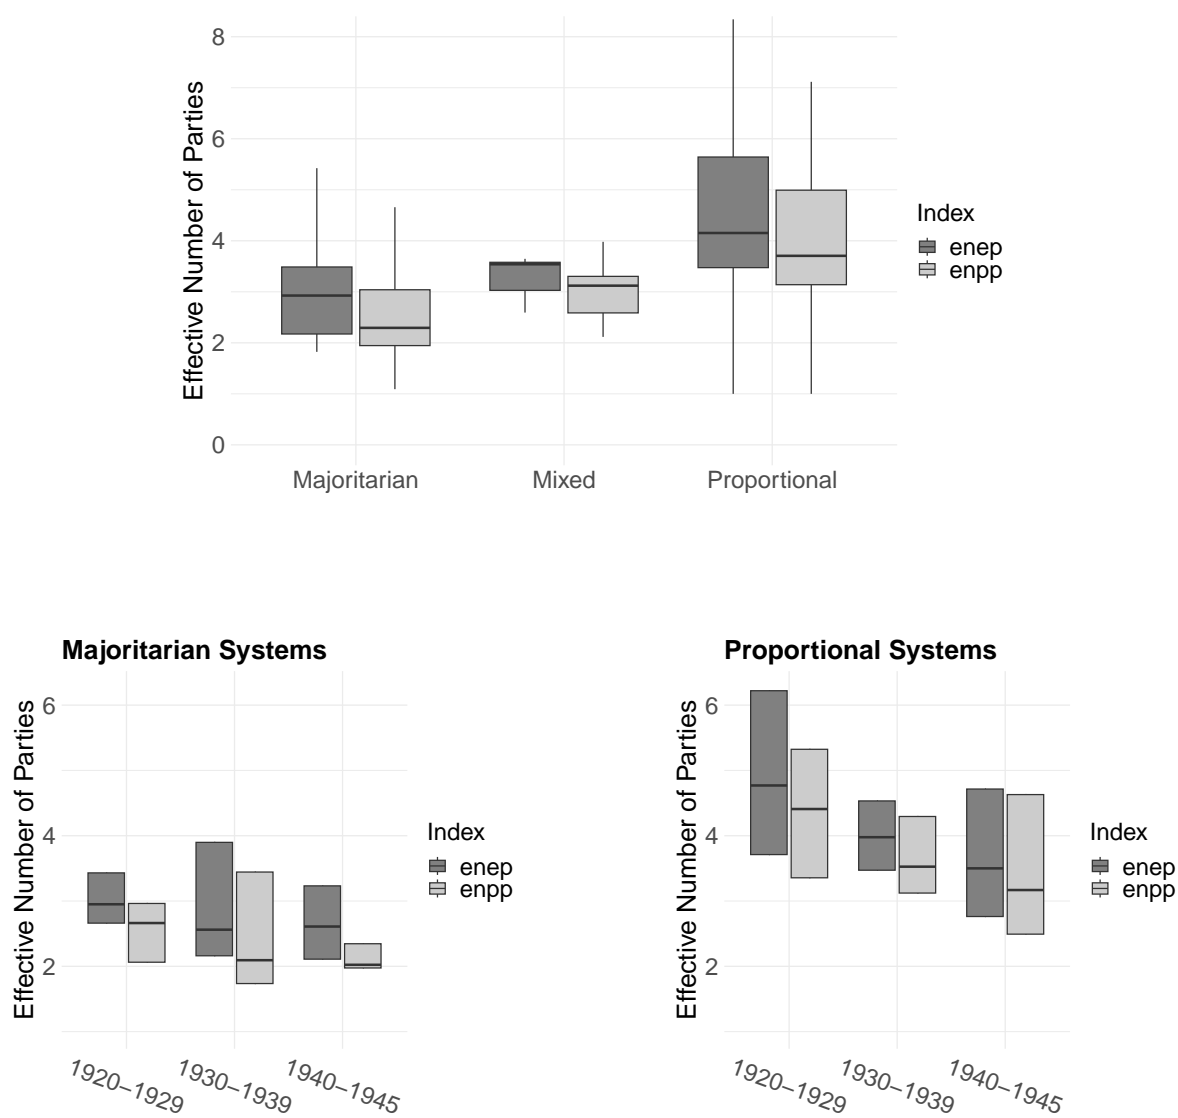 Effective Number of Parties
8
6
4
2
0
Majoritarian
Mixed
Proportional
Index
enep
enpp
Majoritarian Systems
Effective Number of Parties
6
4
2
1920–1929
1930–1939
1940–1945
Index
enep
enpp
Proportional Systems
Effective Number of Parties
6
4
2
1920–1929
1930–1939
1940–1945
Index
enep
enpp